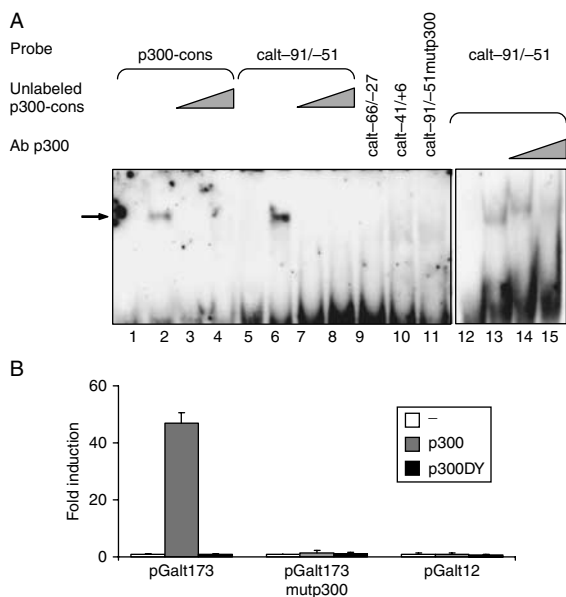 A
Probe
p300-cons
calt–91/–51
calt–91/–51
Unlabeled
p300-cons
calt–66/–27
calt–41/+6
calt–91/–51mutp300
Ab p300
1 2 3 4 5 6 7 8 9 10 11 12 13 14 15
B
Fold induction
60
40
20
0
–
p300
p300DY
pGalt173
pGalt173
mutp300
pGalt12